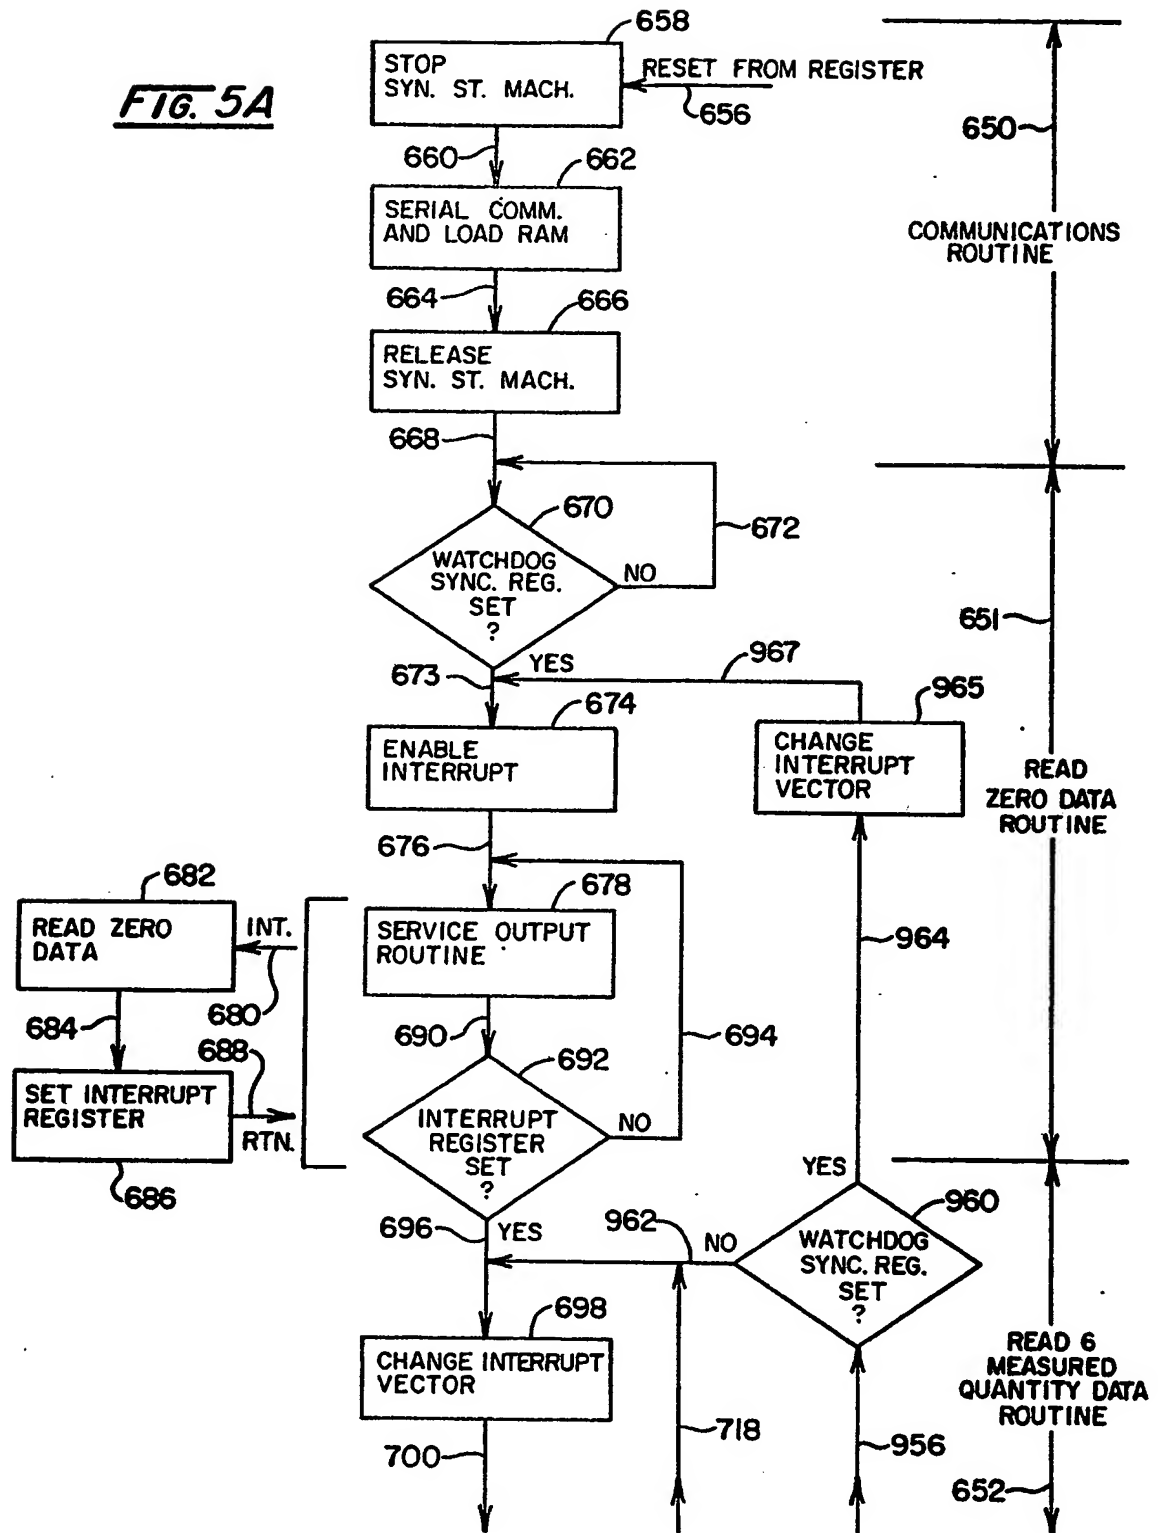 FIG. 5A
658
STOP
SYN. ST. MACH.
RESET FROM REGISTER
656
650
660
662
SERIAL COMM.
AND LOAD RAM
COMMUNICATIONS
ROUTINE
664
666
RELEASE
SYN. ST. MACH.
668
670
672
WATCHDOG
SYNC. REG.
SET
?
NO
651
YES
673
967
674
965
ENABLE
INTERRUPT
CHANGE
INTERRUPT
VECTOR
READ
ZERO DATA
ROUTINE
676
682
678
READ ZERO
DATA
INT.
SERVICE OUTPUT
ROUTINE
964
680
684
690
694
688
692
SET INTERRUPT
REGISTER
RTN.
INTERRUPT
REGISTER
SET
?
NO
686
YES
960
696
YES
962
NO
WATCHDOG
SYNC. REG.
SET
?
698
CHANGE INTERRUPT
VECTOR
READ 6
MEASURED
QUANTITY DATA
ROUTINE
700
718
956
652